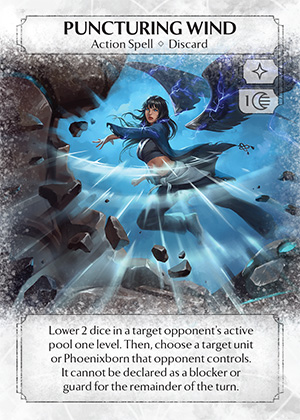 PUNCTURING WIND
Action Spell ⟡ Discard
1
Lower 2 dice in a target opponent's active
pool one level. Then, choose a target unit
or Phoenixborn that opponent controls.
It cannot be declared as a blocker or
guard for the remainder of the turn.